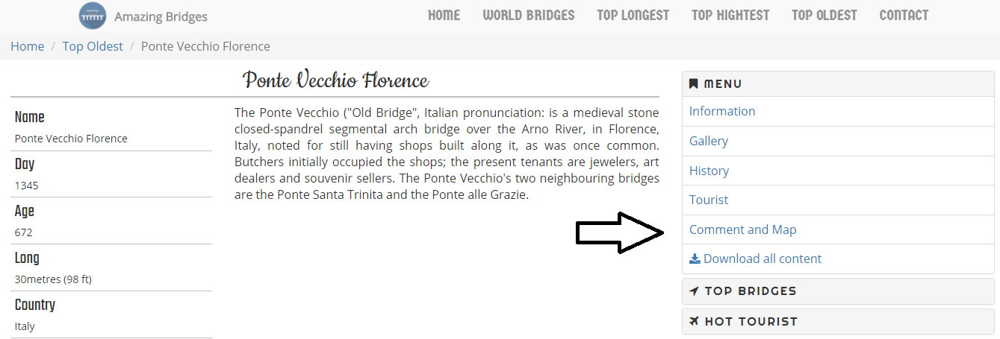 Amazing Bridges
HOME WORLD BRIDGES TOP LONGEST TOP HIGHTEST TOP OLDEST CONTACT
Home / Top Oldest / Ponte Vecchio Florence
Ponte Vecchio Florence
Name
Ponte Vecchio Florence
Day
1345
Age
672
Long
30metres (98 ft)
Country
Italy
The Ponte Vecchio ("Old Bridge", Italian pronunciation: is a medieval stone
closed-spandrel segmental arch bridge over the Arno River, in Florence,
Italy, noted for still having shops built along it, as was once common.
Butchers initially occupied the shops; the present tenants are jewelers, art
dealers and souvenir sellers. The Ponte Vecchio's two neighbouring bridges
are the Ponte Santa Trinita and the Ponte alle Grazie.
MENU
Information
Gallery
History
Tourist
Comment and Map
Download all content
TOP BRIDGES
HOT TOURIST